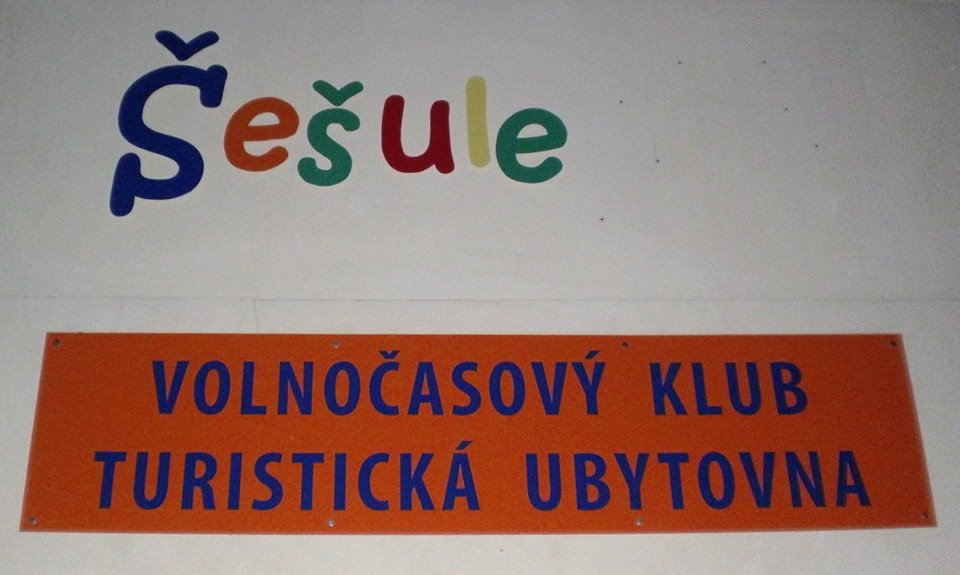 Šešule
VOLNOČASOVÝ KLUB
TURISTICKÁ UBYTOVNA